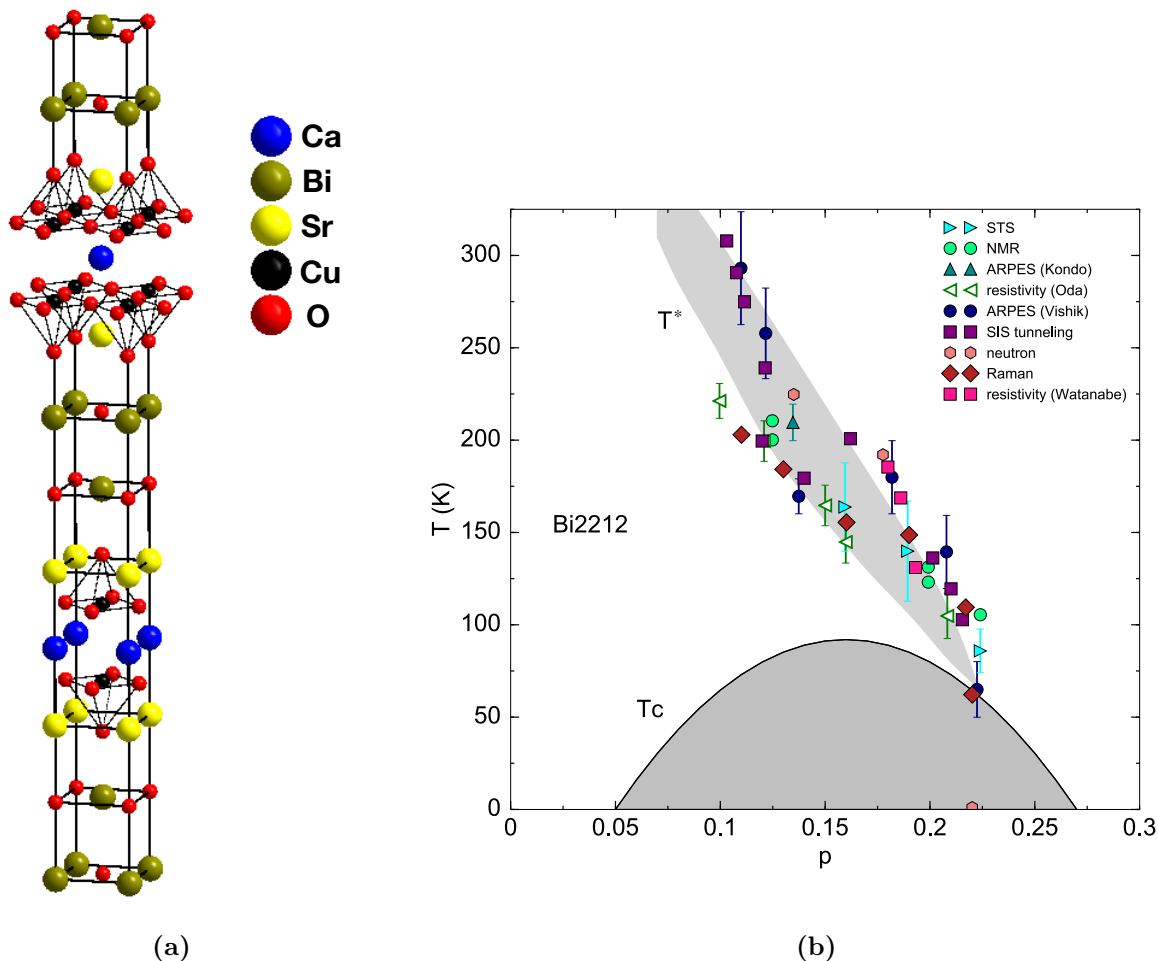 Ca
Bi
Sr
Cu
O
(a)
T (K)
300
250
200
150
100
50
0
0
0.1
0.15
0.2
0.25
0.3
p
T*
Bi2212
Tc
STS
NMR
ARPES (Kondo)
resistivity (Oda)
ARPES (Vishik)
SIS tunneling
neutron
Raman
resistivity (Watanabe)
(b)